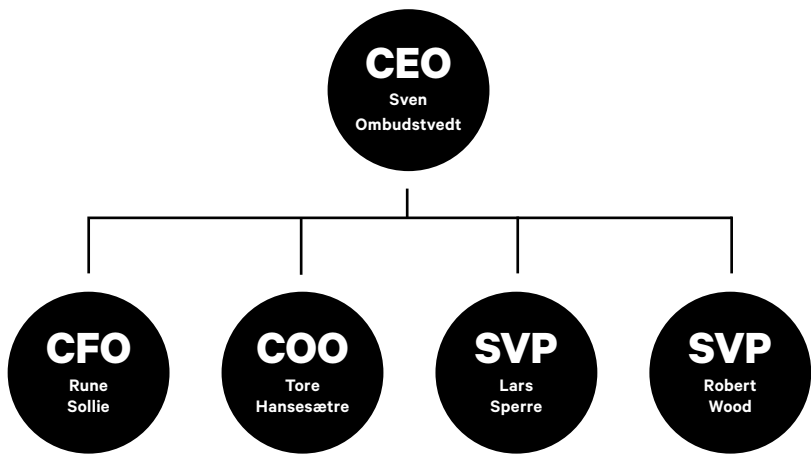 CEO
Sven
Ombudstvedt
CFO
Rune
Sollie
COO
Tore
Hansesætre
SVP
Lars
Sperre
SVP
Robert
Wood